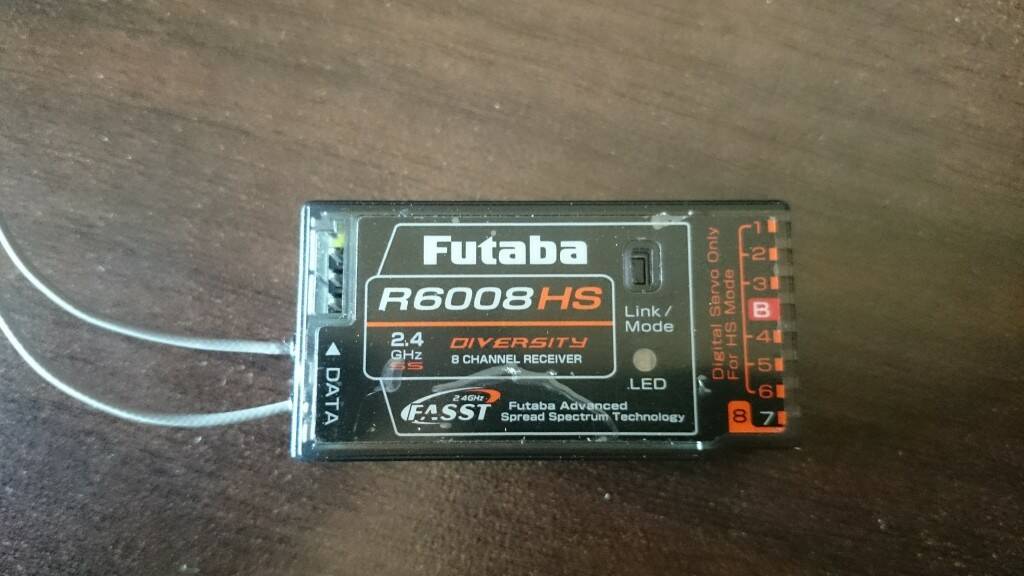 Futaba
R6008HS
2.4
GHz
SS
DIVERSITY
8 CHANNEL RECEIVER
2.4GHz
FASST
Futaba Advanced
Spread Spectrum Technology
◀ DATA
Link/
Mode
LED
Digital Servo Only
For HS Mode
1
2
3
B
4
5
6
8 7